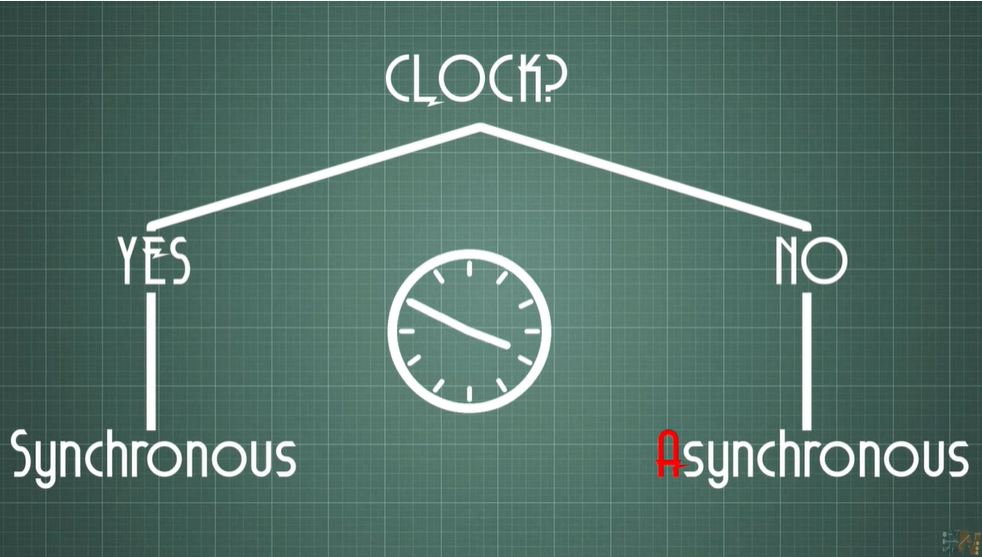 CLOCK?
YES
NO
Synchronous
Asynchronous